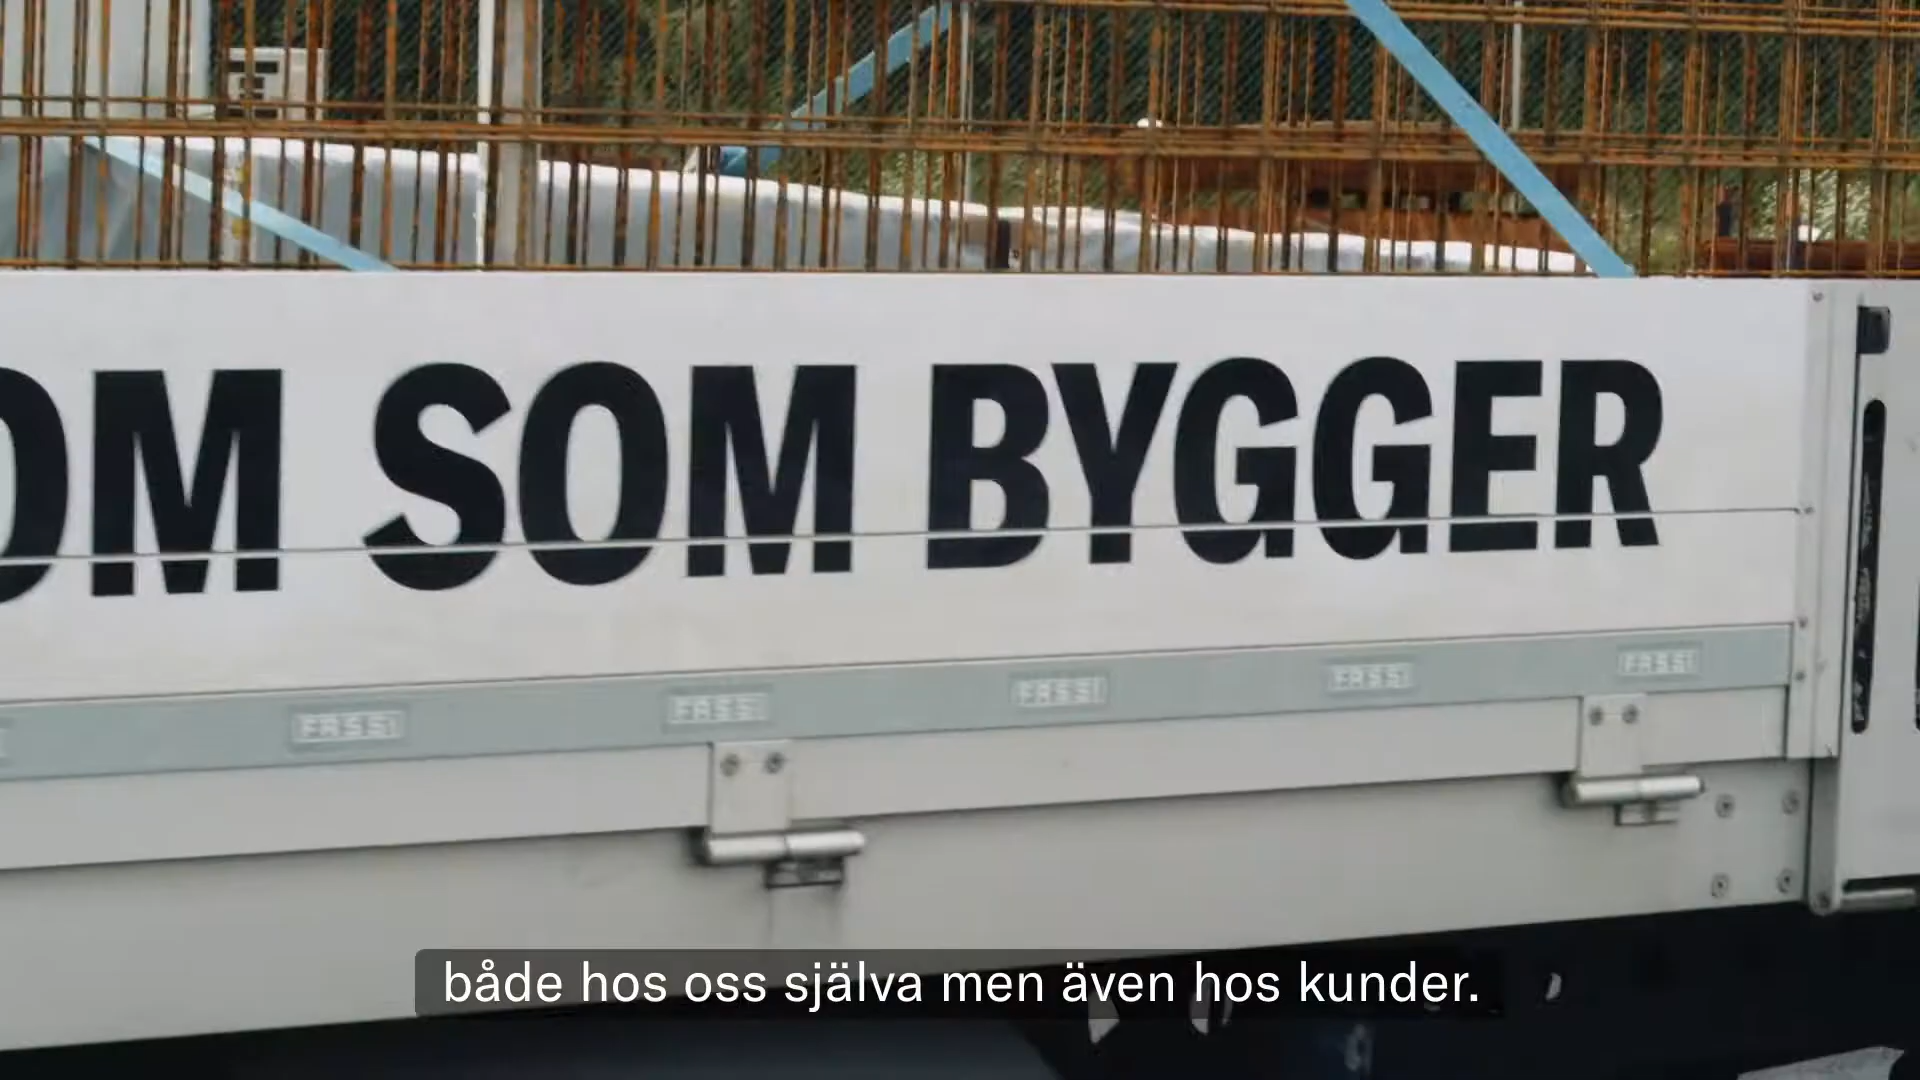 OM SOM BYGGER
FASSI FASSI FASSI FASSI FASSI
både hos oss själva men även hos kunder.